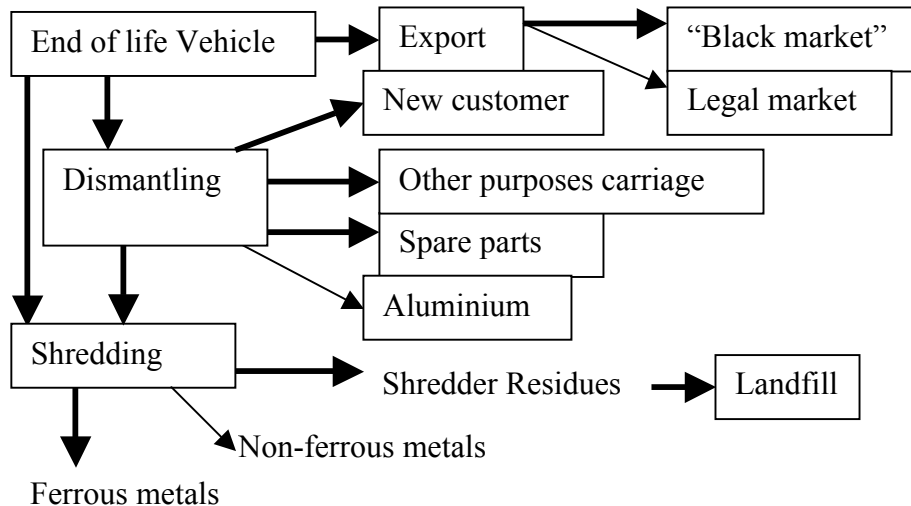 End of life Vehicle
Export
“Black market”
New customer
Legal market
Dismantling
Other purposes carriage
Spare parts
Aluminium
Shredding
Shredder Residues
Landfill
Non-ferrous metals
Ferrous metals